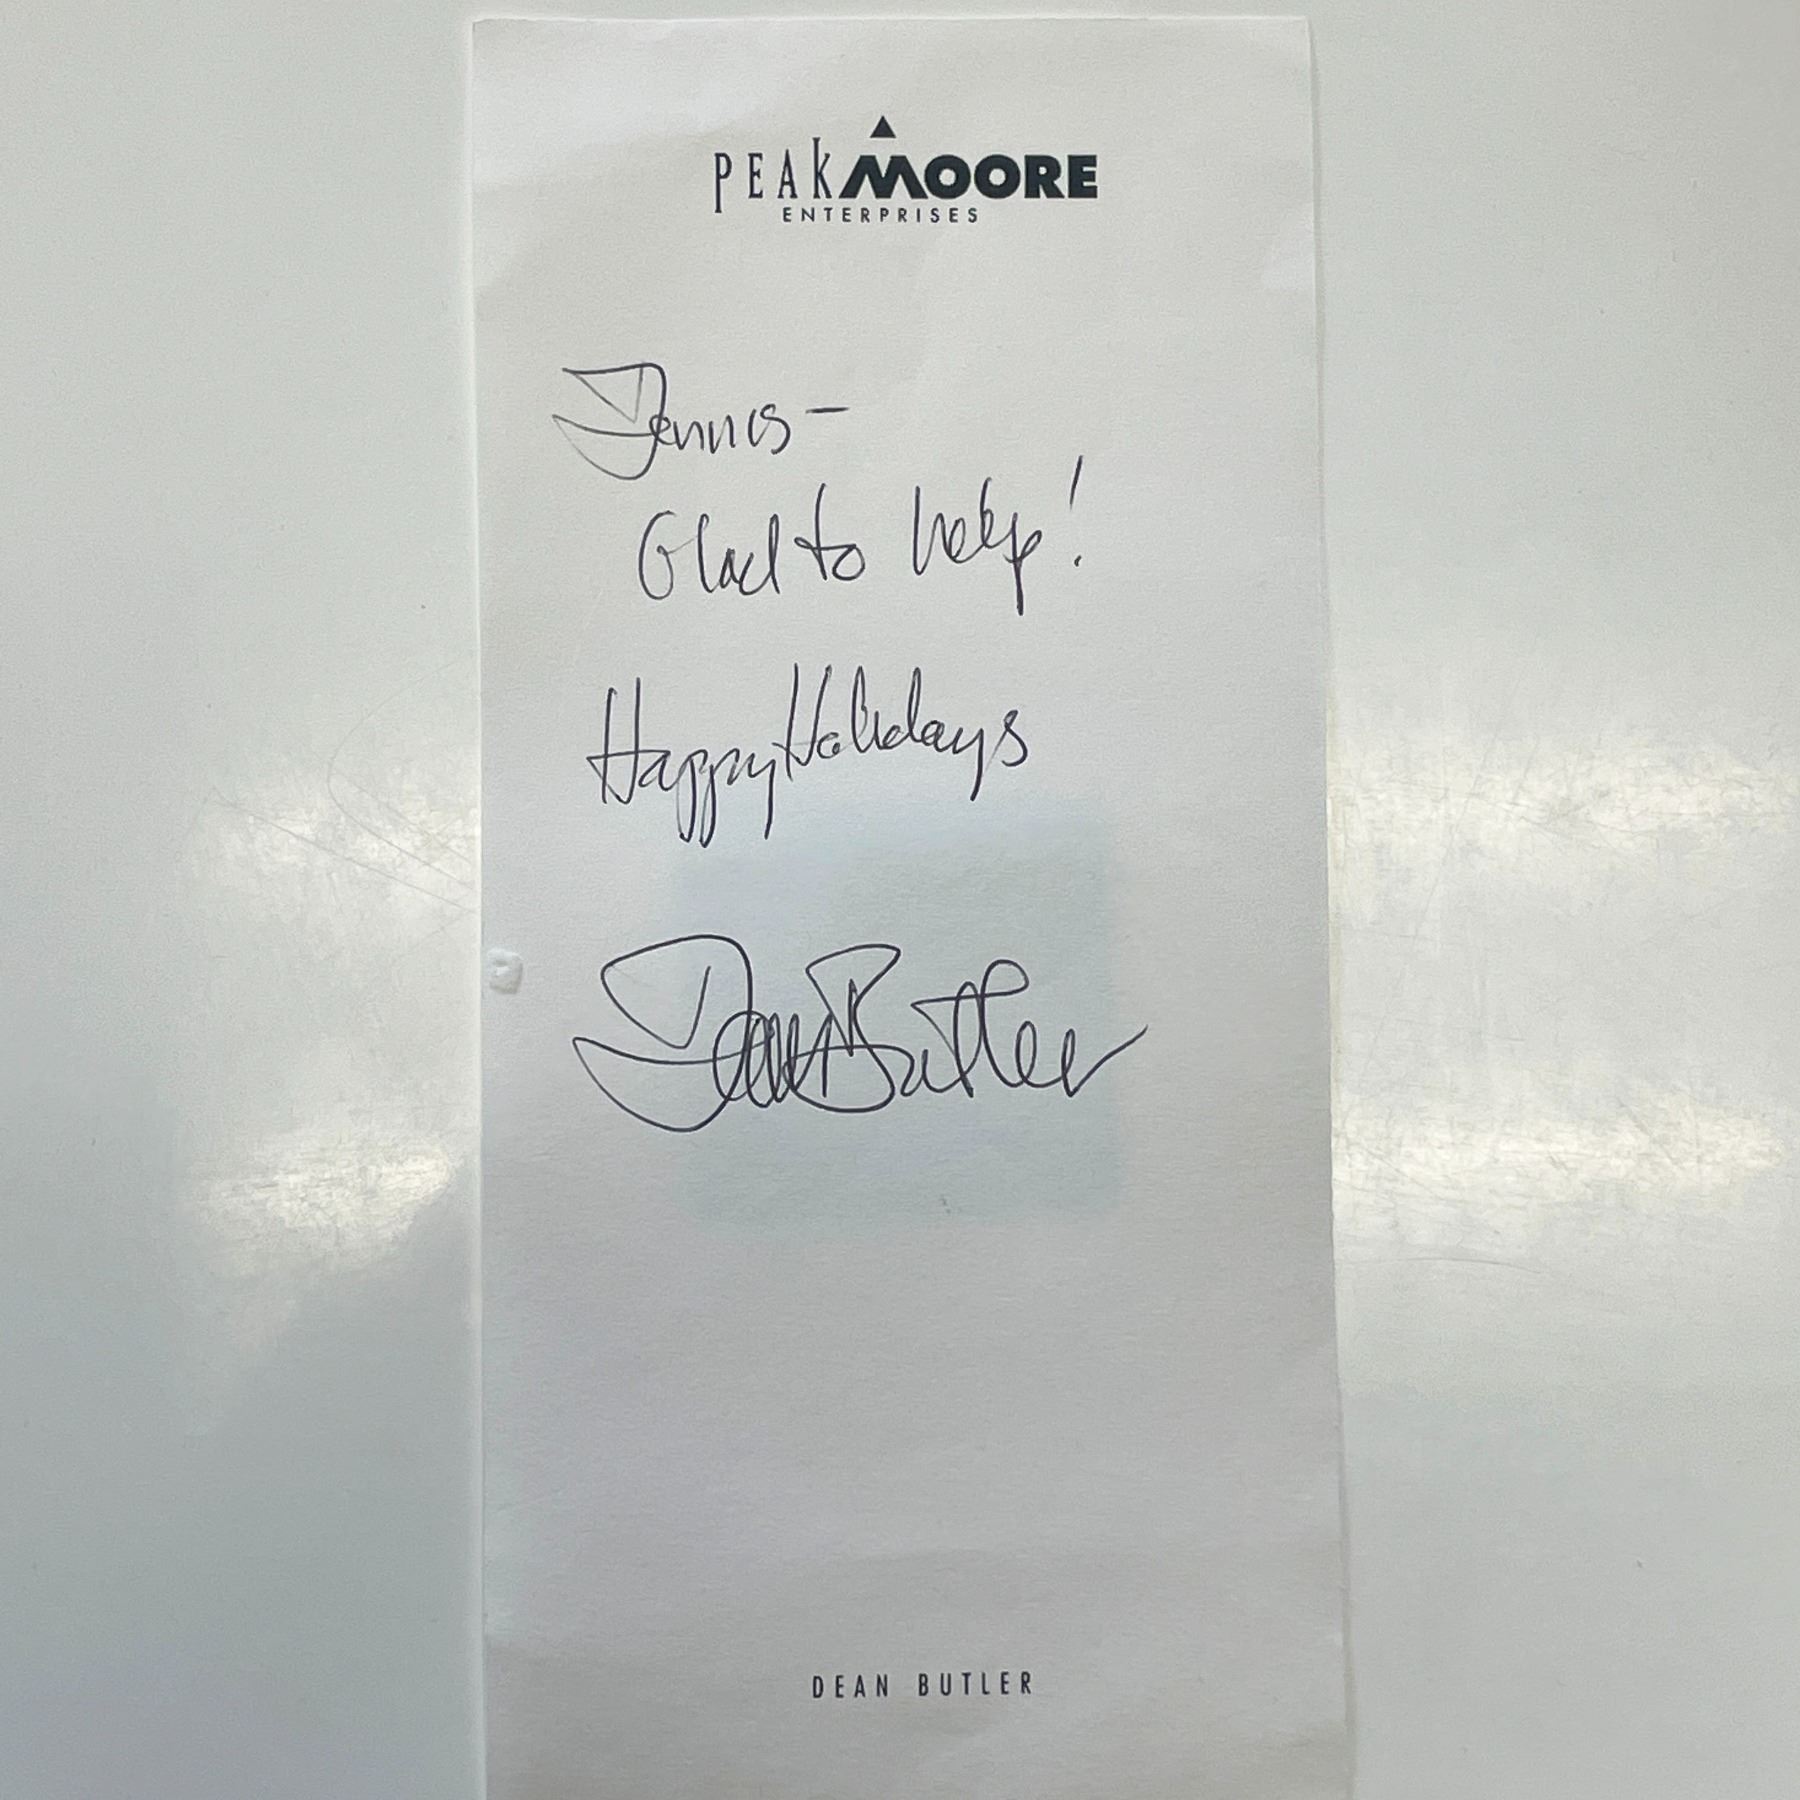 PEAK MOORE
ENTERPRISES
Dennis -
Glad to help!
Happy Holidays
Dean Butler
DEAN BUTLER